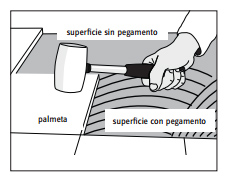 superficie sin pegamento
palmeta
superficie con pegamento